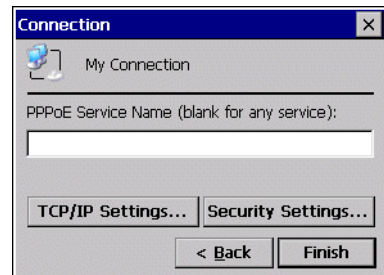 Connection
My Connection
PPPoE Service Name (blank for any service):
TCP/IP Settings... Security Settings...
< Back Finish